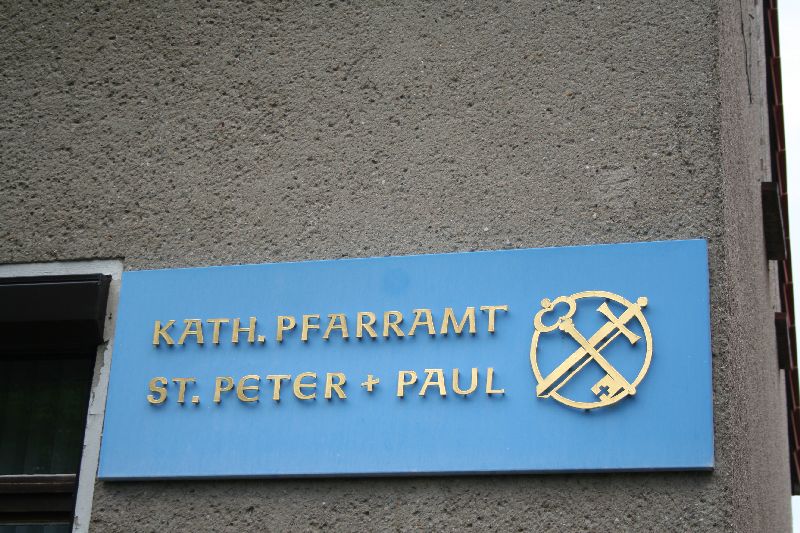 KATH. PFARRAMT
ST. PETER + PAUL